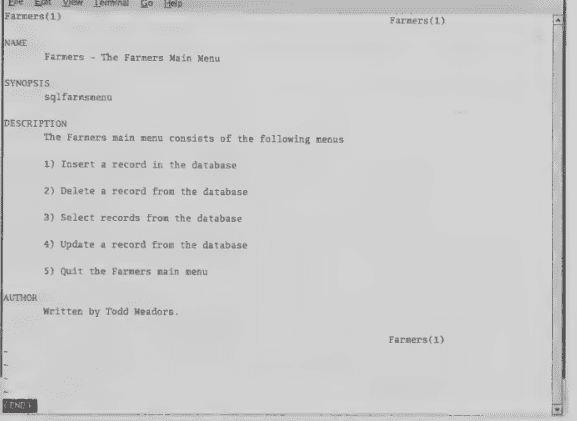 File Edit View Terminal Go Help
Farmers(1) Farmers(1)
NAME
Farmers - The Farmers Main Menu
SYNOPSIS
sqlfarmsmenu
DESCRIPTION
The Farmers main menu consists of the following menus
1) Insert a record in the database
2) Delete a record from the database
3) Select records from the database
4) Update a record from the database
5) Quit the Farmers main menu
AUTHOR
Written by Todd Meadors.
Farmers(1)
~
~
~
~
(END)